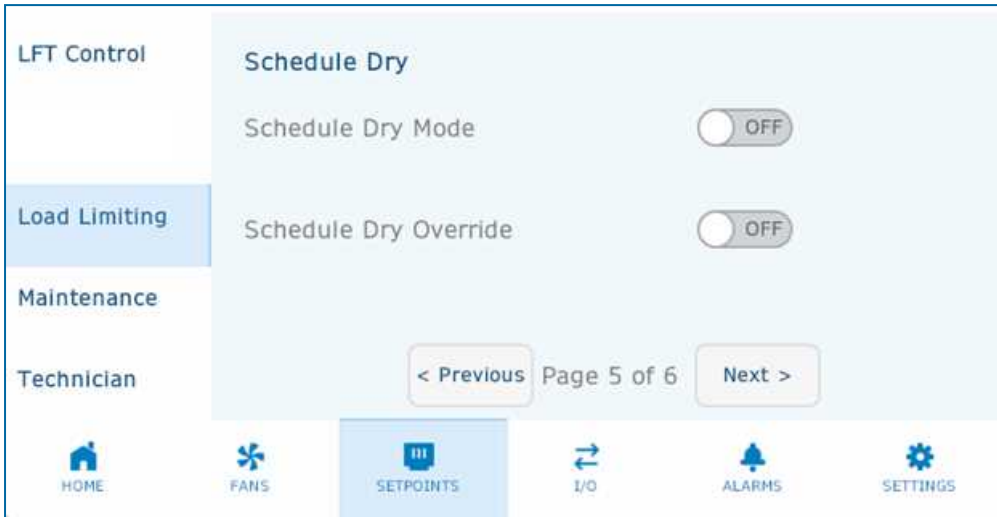 LFT Control
Load Limiting
Maintenance
Technician
Schedule Dry
Schedule Dry Mode OFF
Schedule Dry Override OFF
< Previous Page 5 of 6 Next >
HOME FANS SETPOINTS I/O ALARMS SETTINGS